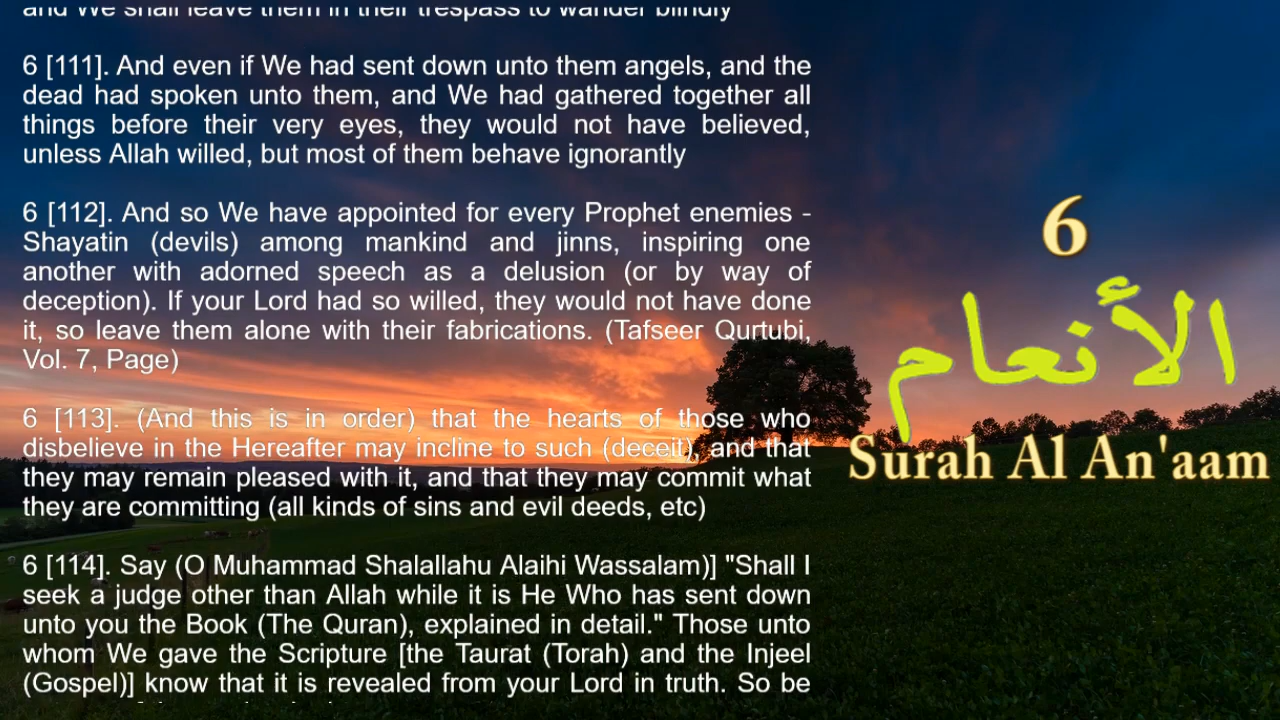 and We shall leave them in their trespass to wander blindly
6 [111]. And even if We had sent down unto them angels, and the
dead had spoken unto them, and We had gathered together all
things before their very eyes, they would not have believed,
unless Allah willed, but most of them behave ignorantly
6 [112]. And so We have appointed for every Prophet enemies -
Shayatin (devils) among mankind and jinns, inspiring one
another with adorned speech as a delusion (or by way of
deception). If your Lord had so willed, they would not have done
it, so leave them alone with their fabrications. (Tafseer Qurtubi,
Vol. 7, Page)
6 [113]. (And this is in order) that the hearts of those who
disbelieve in the Hereafter may incline to such (deceit), and that
they may remain pleased with it, and that they may commit what
they are committing (all kinds of sins and evil deeds, etc)
6 [114]. Say (O Muhammad Shalallahu Alaihi Wassalam)] "Shall I
seek a judge other than Allah while it is He Who has sent down
unto you the Book (The Quran), explained in detail." Those unto
whom We gave the Scripture [the Taurat (Torah) and the Injeel
(Gospel)] know that it is revealed from your Lord in truth. So be
6
الأنعام
Surah Al An'aam